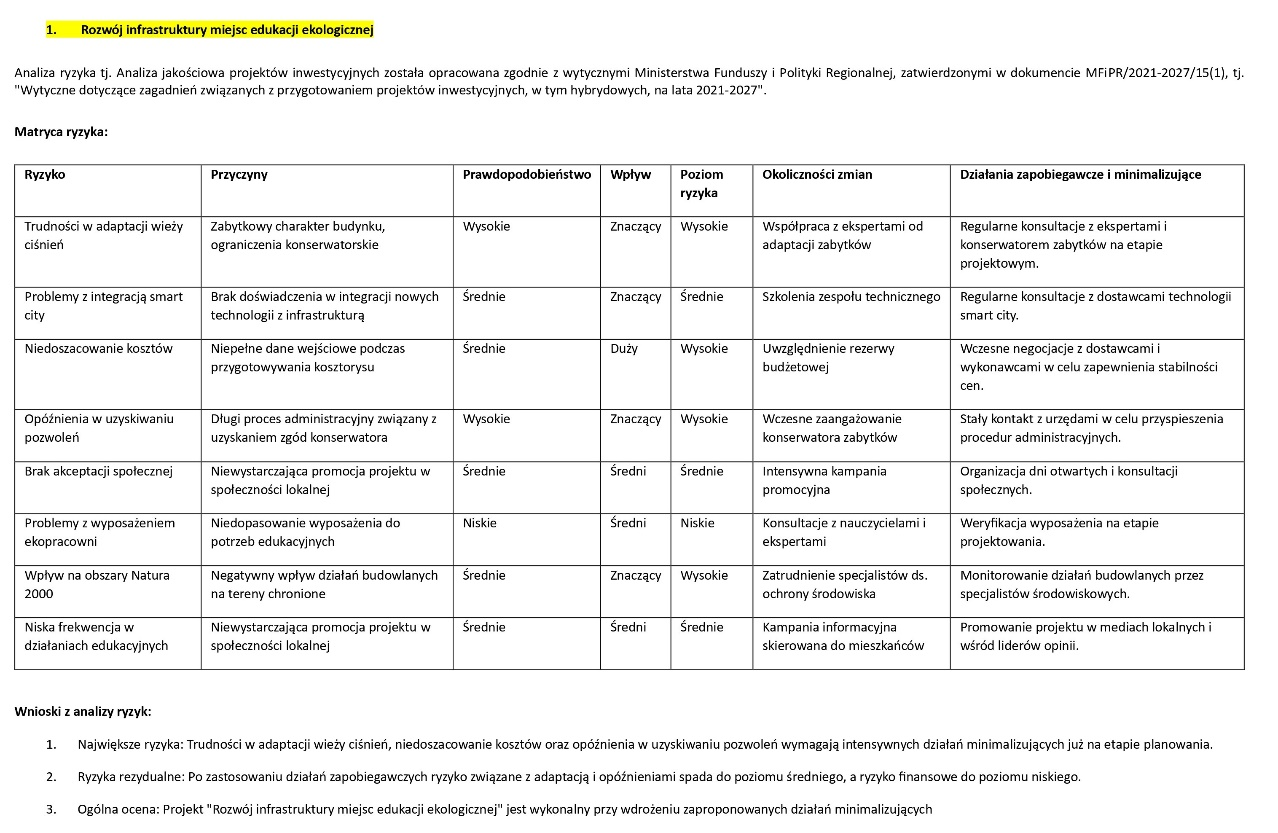 1. Rozwój infrastruktury miejsc edukacji ekologicznej
Analiza ryzyka tj. Analiza jakościowa projektów inwestycyjnych została opracowana zgodnie z wytycznymi Ministerstwa Funduszy i Polityki Regionalnej, zatwierdzonymi w dokumencie MFiPR/2021-2027/15(1), tj.
"Wytyczne dotyczące zagadnień związanych z przygotowaniem projektów inwestycyjnych, w tym hybrydowych, na lata 2021-2027".
Matryca ryzyka:
Ryzyko Przyczyny Prawdopodobieństwo Wpływ Poziom Okoliczności zmian Działania zapobiegawcze i minimalizujące
ryzyka
Trudności w adaptacji wieży Zabytkowy charakter budynku, Wysokie Znaczący Wysokie Współpraca z ekspertami od Regularne konsultacje z ekspertami i
ciśnień ograniczenia konserwatorskie adaptacji zabytków konserwatorem zabytków na etapie
projektowym.
Problemy z integracją smart Brak doświadczenia w integracji nowych Średnie Znaczący Średnie Szkolenia zespołu technicznego Regularne konsultacje z dostawcami technologii
city technologii z infrastrukturą smart city.
Niedoszacowanie kosztów Niepełne dane wejściowe podczas Średnie Duży Wysokie Uwzględnienie rezerwy Wczesne negocjacje z dostawcami i
przygotowywania kosztorysu budżetowej wykonawcami w celu zapewnienia stabilności
cen.
Opóźnienia w uzyskiwaniu Długi proces administracyjny związany z Wysokie Znaczący Wysokie Wczesne zaangażowanie Stały kontakt z urzędami w celu przyspieszenia
pozwoleń uzyskaniem zgód konserwatora konserwatora zabytków procedur administracyjnych.
Brak akceptacji społecznej Niewystarczająca promocja projektu w Średnie Średni Średnie Intensywna kampania Organizacja dni otwartych i konsultacji
społeczności lokalnej promocyjna społecznych.
Problemy z wyposażeniem Niedopasowanie wyposażenia do Niskie Średni Niskie Konsultacje z nauczycielami i Weryfikacja wyposażenia na etapie
ekopracowni potrzeb edukacyjnych ekspertami projektowania.
Wpływ na obszary Natura Negatywny wpływ działań budowlanych Średnie Znaczący Wysokie Zatrudnienie specjalistów ds. Monitorowanie działań budowlanych przez
2000 na tereny chronione ochrony środowiska specjalistów środowiskowych.
Niska frekwencja w Niewystarczająca promocja projektu w Średnie Średni Średnie Kampania informacyjna Promowanie projektu w mediach lokalnych i
działaniach edukacyjnych społeczności lokalnej skierowana do mieszkańców wśród liderów opinii.
Wnioski z analizy ryzyk:
1. Największe ryzyka: Trudności w adaptacji wieży ciśnień, niedoszacowanie kosztów oraz opóźnienia w uzyskiwaniu pozwoleń wymagają intensywnych działań minimalizujących już na etapie planowania.
2. Ryzyka rezydualne: Po zastosowaniu działań zapobiegawczych ryzyko związane z adaptacją i opóźnieniami spada do poziomu średniego, a ryzyko finansowe do poziomu niskiego.
3. Ogólna ocena: Projekt "Rozwój infrastruktury miejsc edukacji ekologicznej" jest wykonalny przy wdrożeniu zaproponowanych działań minimalizujących